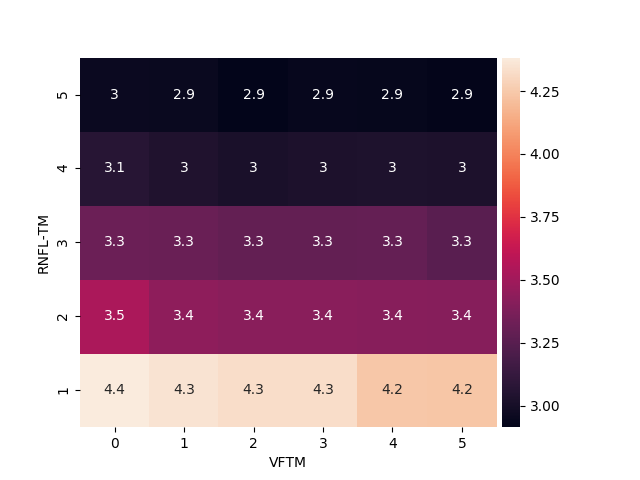 5 3 2.9 2.9 2.9 2.9 2.9
4 3.1 3 3 3 3 3
3 3.3 3.3 3.3 3.3 3.3 3.3
2 3.5 3.4 3.4 3.4 3.4 3.4
1 4.4 4.3 4.3 4.3 4.2 4.2
0 1 2 3 4 5
RNFL-TM
VFTM
4.25
4.00
3.75
3.50
3.25
3.00